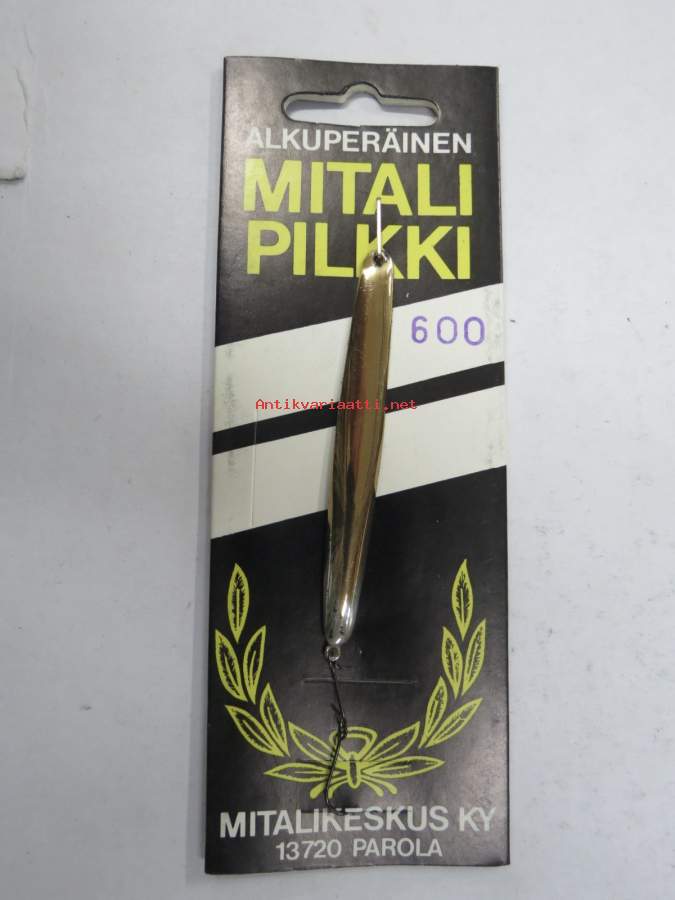 ALKUPERÄINEN
MITALI
PILKKI
600
Antikvariaatti.net
MITALIKESKUS KY
13720 PAROLA